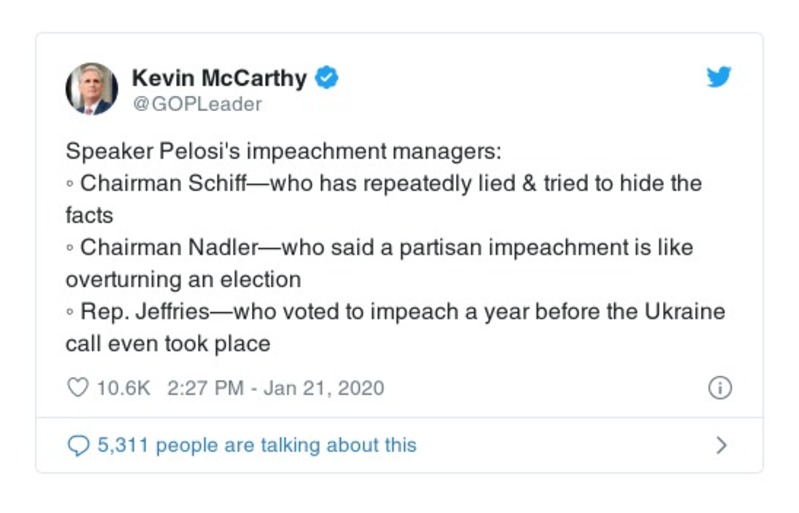 Kevin McCarthy
@GOPLeader
Speaker Pelosi's impeachment managers:
◦ Chairman Schiff—who has repeatedly lied & tried to hide the
facts
◦ Chairman Nadler—who said a partisan impeachment is like
overturning an election
◦ Rep. Jeffries—who voted to impeach a year before the Ukraine
call even took place
10.6K 2:27 PM - Jan 21, 2020
5,311 people are talking about this